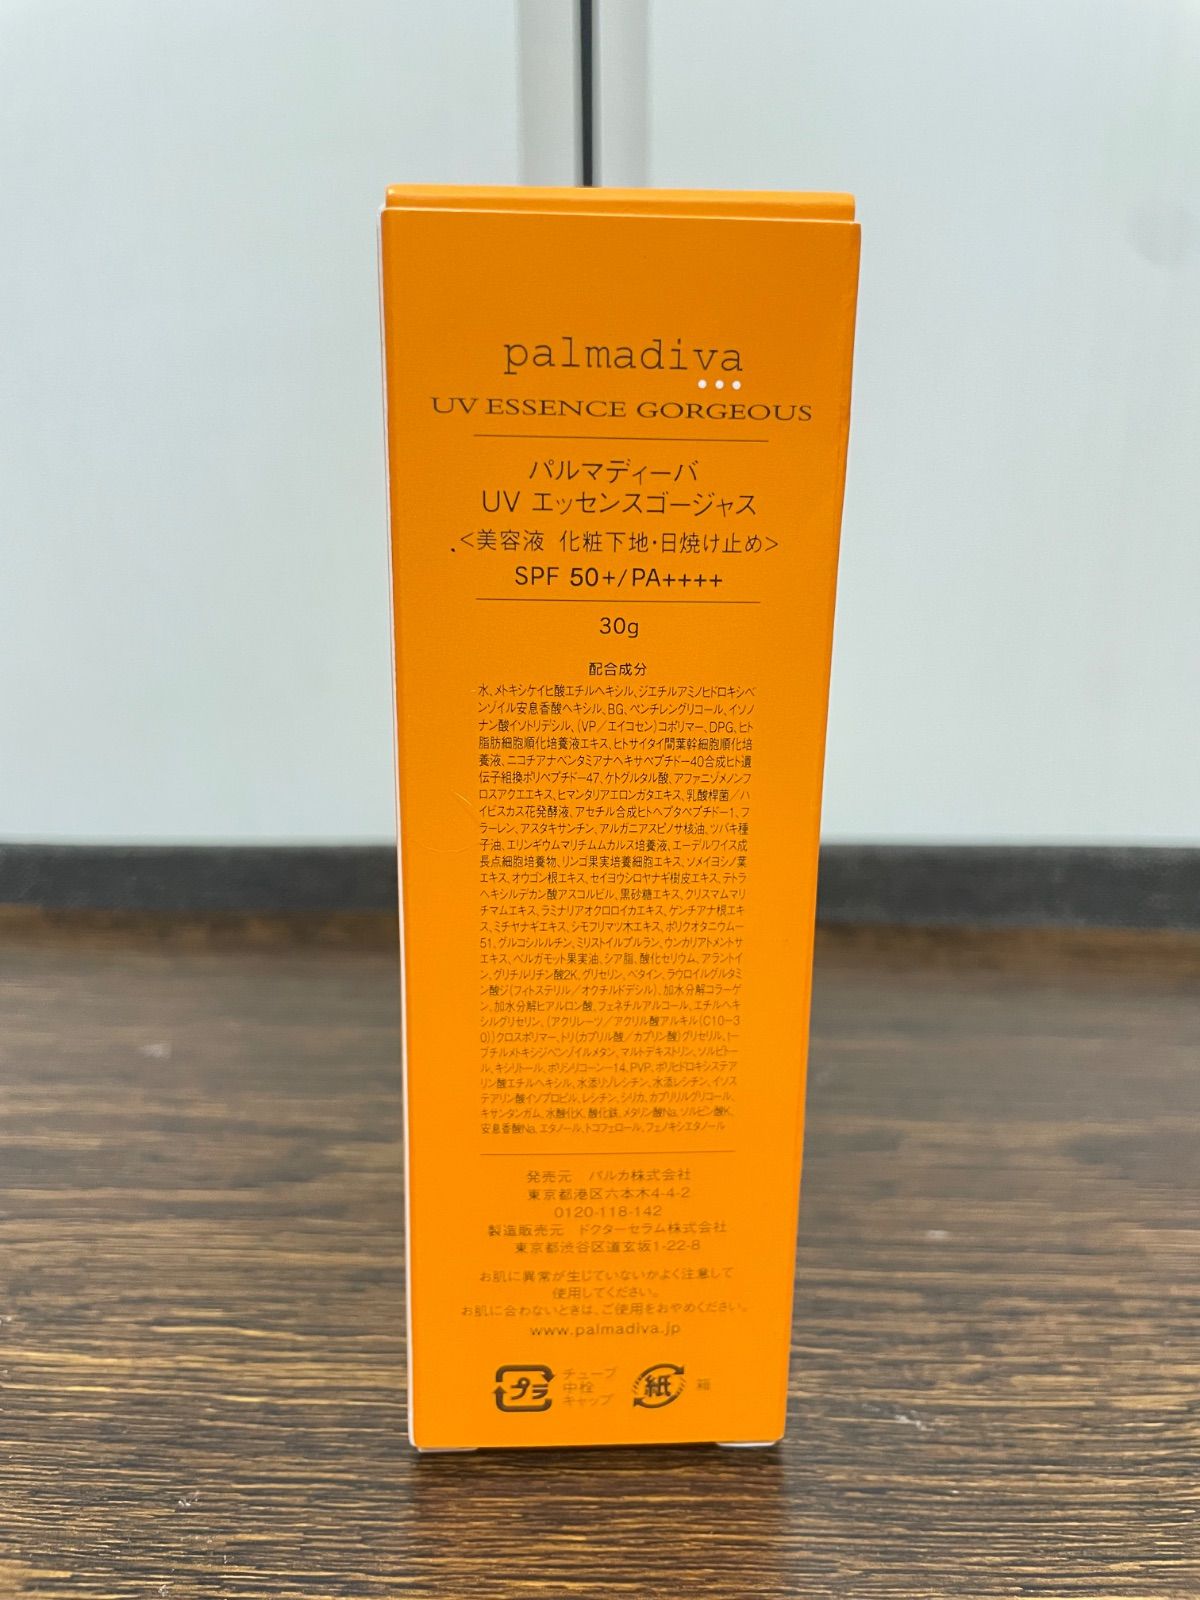 palmadiva
UV ESSENCE GORGEOUS
パルマディーバ
UV エッセンスゴージャス
<美容液 化粧下地・日焼け止め>
SPF 50+/PA++++
30g
配合成分
水、メトキシケイヒ酸エチルヘキシル、ジエチルアミノヒドロキシベ
ンゾイル安息香酸ヘキシル、BG、ペンチレングリコール、イソノ
ナン酸イソトリデシル、(VP/エイコセン)コポリマー、DPG、ヒト
脂肪細胞順化培養液エキス、ヒトサイタイ間葉幹細胞順化培
養液、ニコチアナベンタミアナヘキサペプチドー40合成ヒト遺
伝子組換ポリペプチドー47、ケトグルタル酸、アファニゾメノンフ
ロスアクエエキス、ヒマンタリアエロンガタエキス、乳酸桿菌/ハ
イビスカス花発酵液、アセチル合成ヒトヘプタペプチドー1、フ
ラーレン、アスタキサンチン、アルガニアスピノサ核油、ツバキ種
子油、エリンギウムマリチムムカルス培養液、エーデルワイス成
長点細胞培養物、リンゴ果実培養細胞エキス、ソメイヨシノ葉
エキス、オウゴン根エキス、セイヨウシロヤナギ樹皮エキス、テトラ
ヘキシルデカン酸アスコルビル、黒砂糖エキス、クリスマムマリ
チマムエキス、ラミナリアオクロロイカエキス、ゲンチアナ根エキ
ス、ミチヤナギエキス、シモフリマツ木エキス、ポリクオタニウムー
51、グルコシルルチン、ミリストイルプルラン、ウンカリアトメントサ
エキス、ベルガモット果実油、シア脂、酸化セリウム、アラントイ
ン、グリチルリチン酸2K、グリセリン、ベタイン、ラウロイルグルタミ
ン酸ジ(フィトステリル/オクチルドデシル)、加水分解コラーゲ
ン、加水分解ヒアルロン酸、フェネチルアルコール、エチルヘキ
シルグリセリン、(アクリレーツ/アクリル酸アルキル(C10ー3
0))クロスポリマー、トリ(カプリル酸/カプリン酸)グリセリル、tー
ブチルメトキシジベンゾイルメタン、マルトデキストリン、ソルビトー
ル、キシリトール、ポリシリコーンー14、PVP、ポリヒドロキシステア
リン酸エチルヘキシル、水添リゾレシチン、水添レシチン、イソス
テアリン酸イソプロピル、レシチン、シリカ、カプリリルグリコール、
キサンタンガム、水酸化K、酸化鉄、メタリン酸Na、ソルビン酸K、
安息香酸Na、エタノール、トコフェロール、フェノキシエタノール
発売元 パルカ株式会社
東京都港区六本木4-4-2
0120-118-142
製造販売元 ドクターセラム株式会社
東京都渋谷区道玄坂1-22-8
お肌に異常が生じていないかよく注意して
使用してください。
お肌に合わないときは、ご使用をおやめください。
www.palmadiva.jp
プラ
チューブ
中栓
キャップ
紙
箱